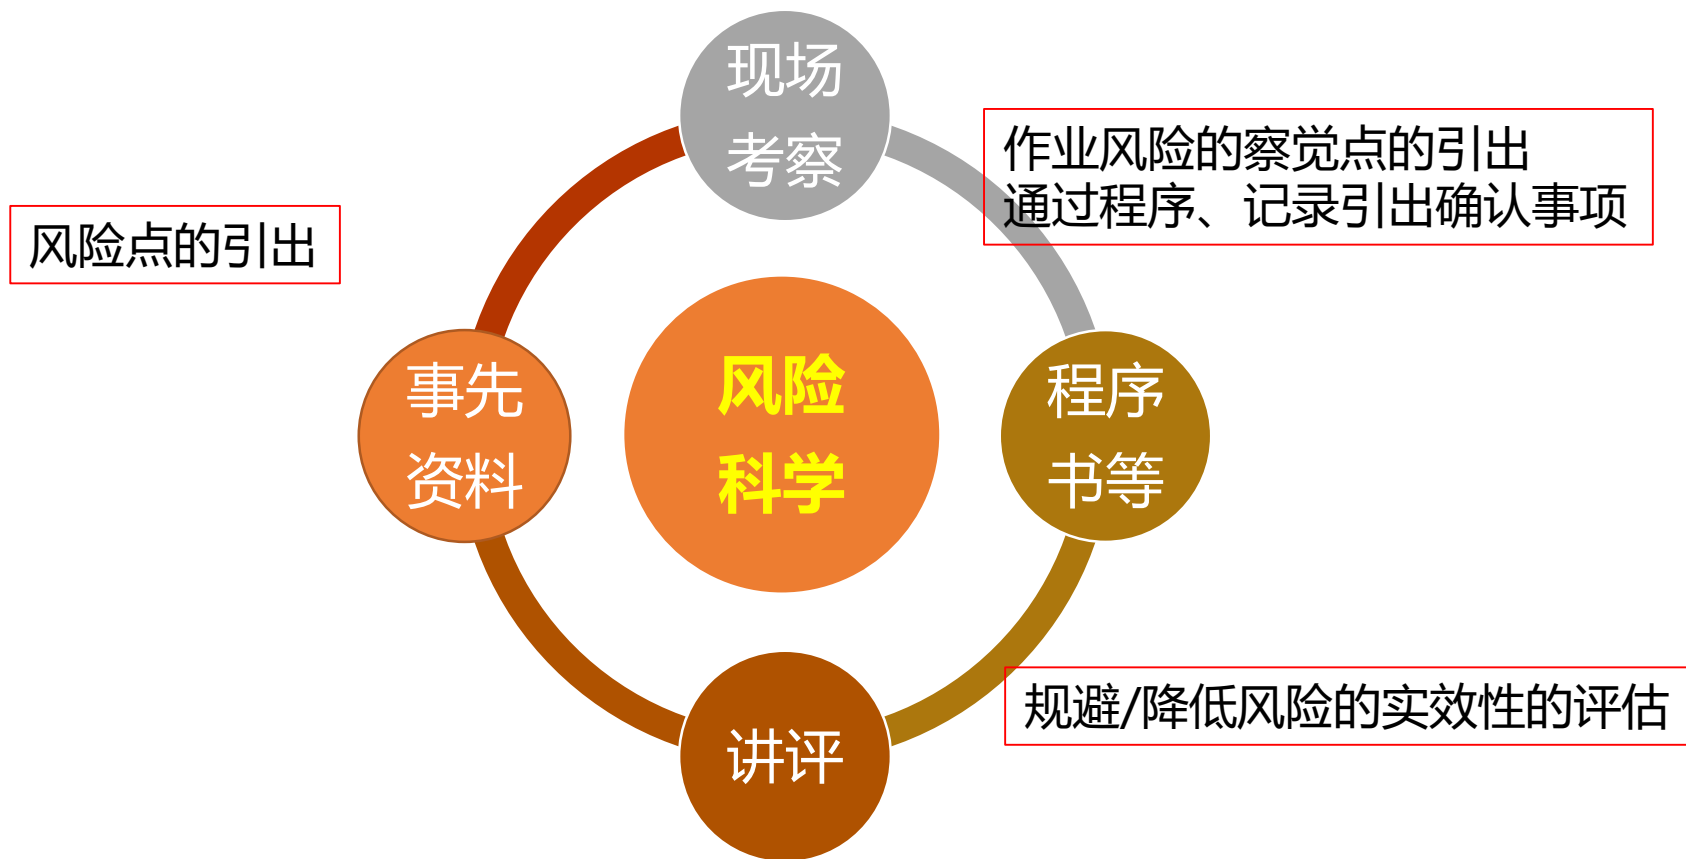 现场
考察
作业风险的察觉点的引出
通过程序、记录引出确认事项
风险点的引出
事先
资料
风险
科学
程序
书等
规避/降低风险的实效性的评估
讲评